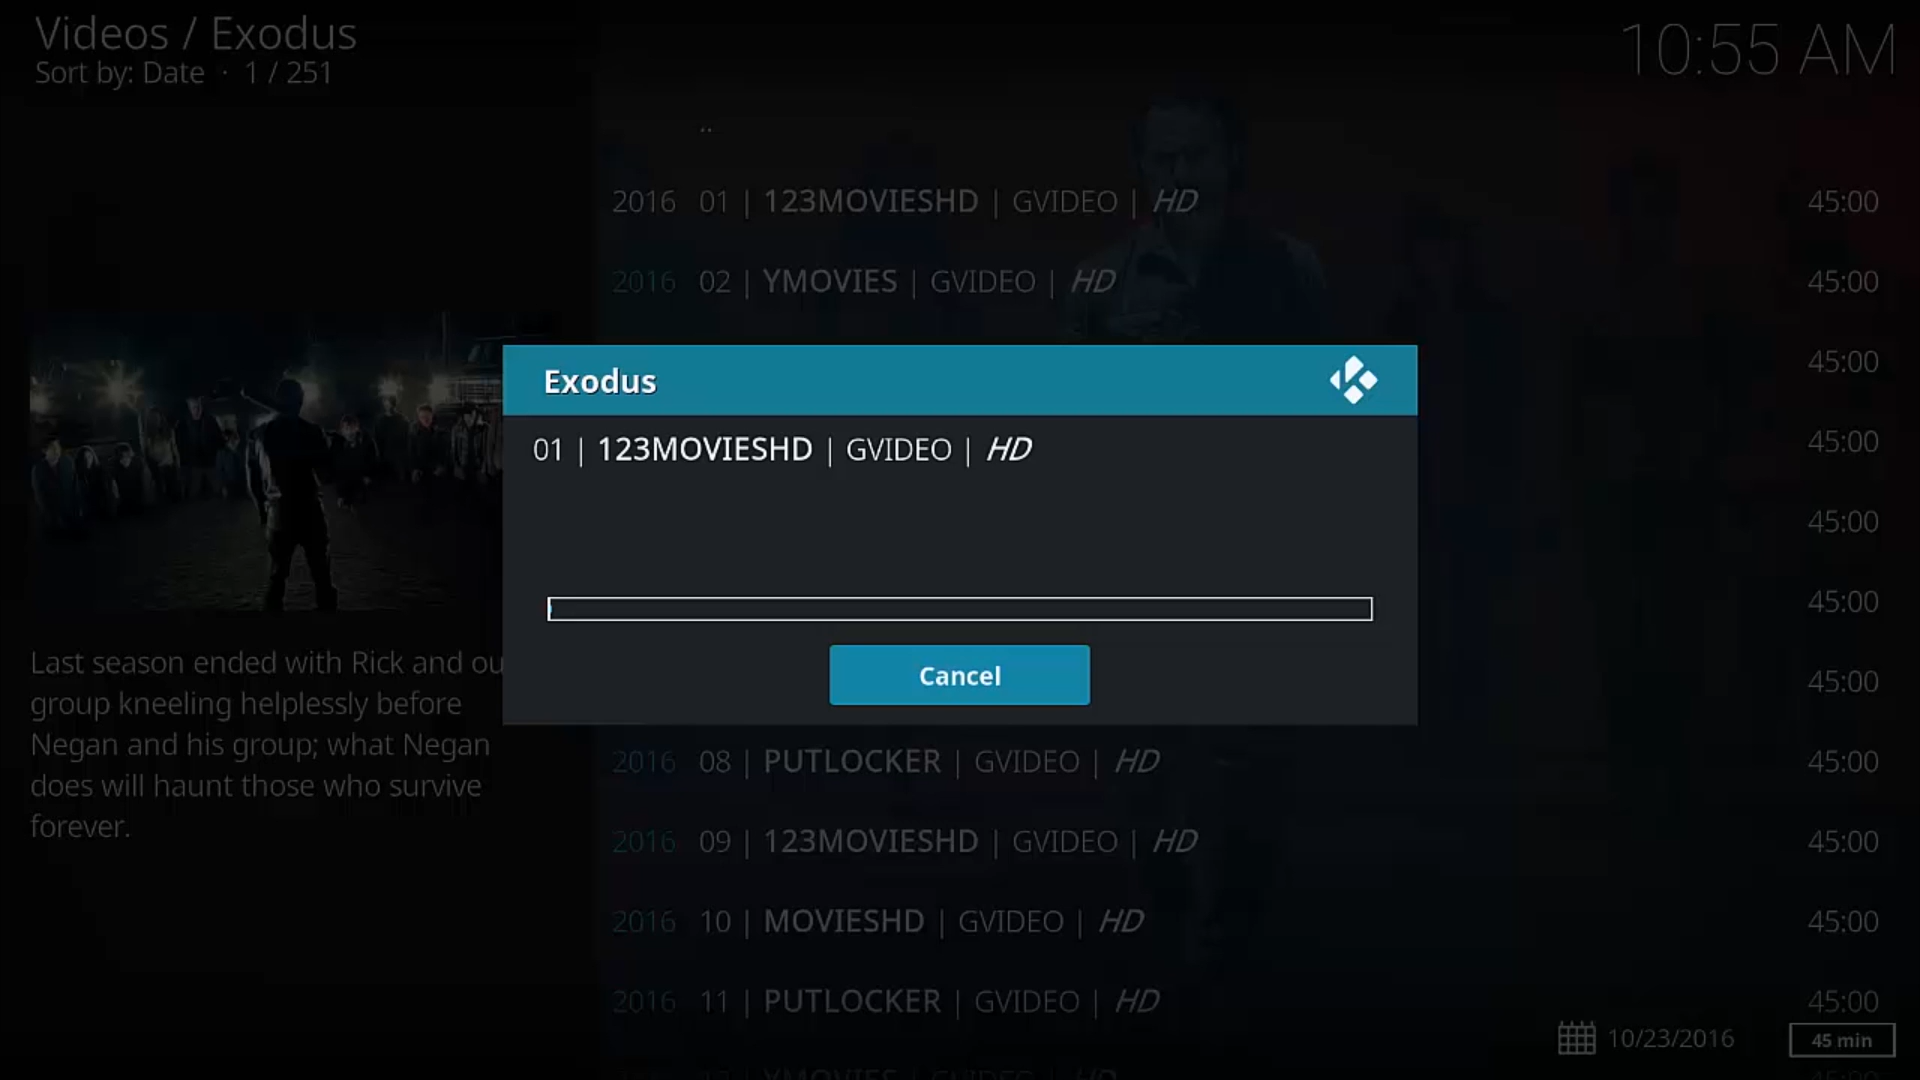 Videos / Exodus
Sort by: Date · 1 / 251
10:55 AM
..
2016 01 | 123MOVIESHD | GVIDEO | HD 45:00
2016 02 | YMOVIES | GVIDEO | HD 45:00
45:00
Exodus
01 | 123MOVIESHD | GVIDEO | HD
45:00
45:00
45:00
Cancel
45:00
Last season ended with Rick and ou
group kneeling helplessly before
Negan and his group; what Negan
does will haunt those who survive
forever.
2016 08 | PUTLOCKER | GVIDEO | HD 45:00
2016 09 | 123MOVIESHD | GVIDEO | HD 45:00
2016 10 | MOVIESHD | GVIDEO | HD 45:00
2016 11 | PUTLOCKER | GVIDEO | HD 45:00
10/23/2016 45 min